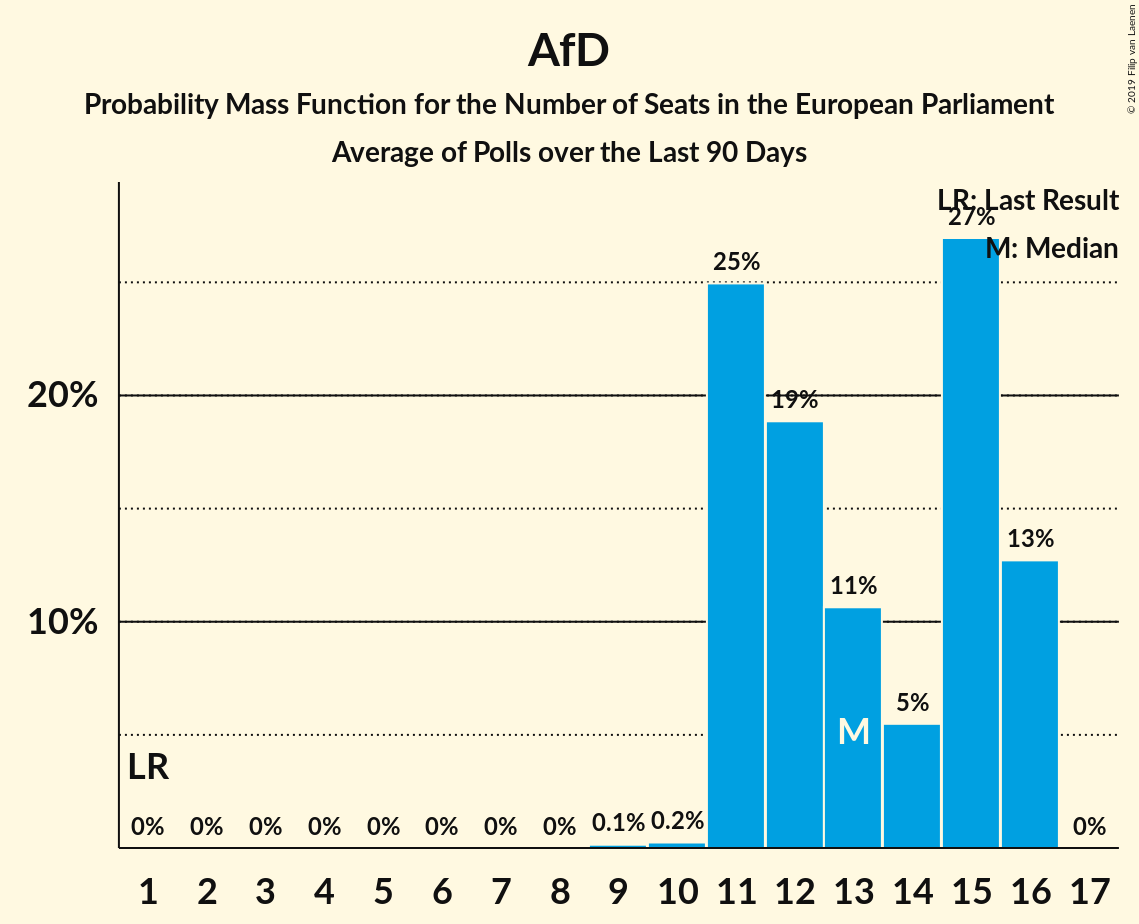 AfD
Probability Mass Function for the Number of Seats in the European Parliament
Average of Polls over the Last 90 Days
© 2019 Filip van Laenen
LR: Last Result
M: Median
27%
25%
20%
19%
13%
11%
10%
5%
M
LR
0% 0% 0% 0% 0% 0% 0% 0% 0.1% 0.2% 0%
1 2 3 4 5 6 7 8 9 10 11 12 13 14 15 16 17